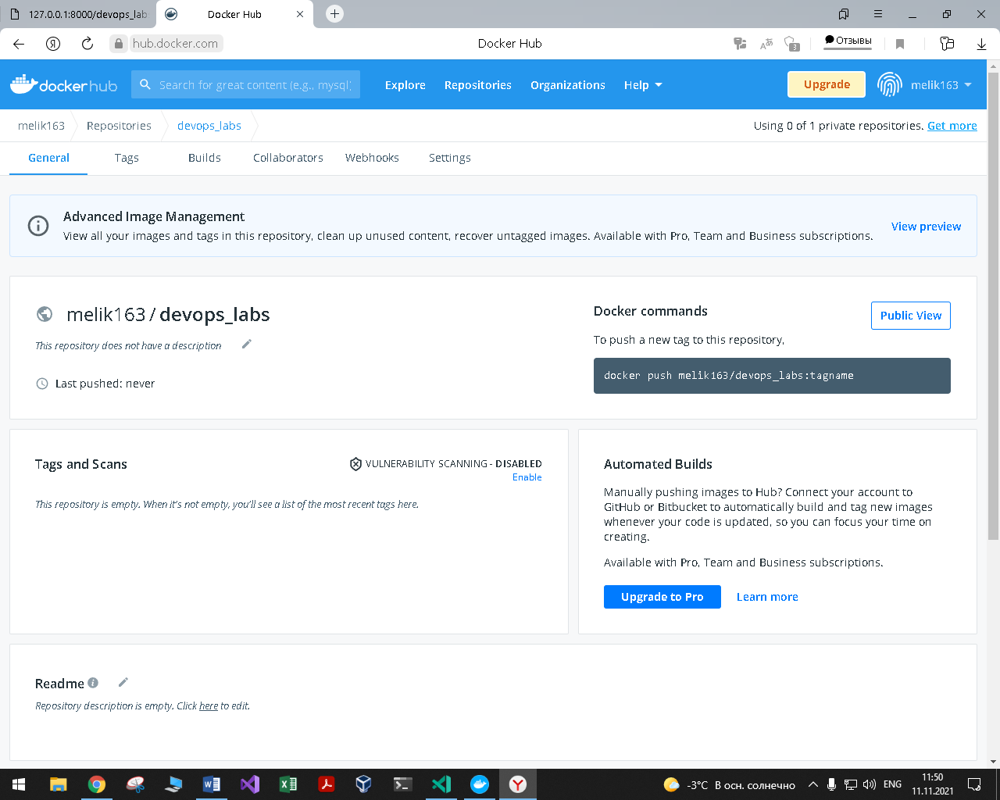 127.0.0.1:8000/devops_lab
Docker Hub
hub.docker.com
Docker Hub
3
Отзывы
dockerhub
Search for great content (e.g., mysql)
Explore
Repositories
Organizations
Help
Upgrade
melik163
melik163
Repositories
devops_labs
Using 0 of 1 private repositories. Get more
General
Tags
Builds
Collaborators
Webhooks
Settings
Advanced Image Management
View all your images and tags in this repository, clean up unused content, recover untagged images. Available with Pro, Team and Business subscriptions.
View preview
melik163 / devops_labs
This repository does not have a description
Last pushed: never
Docker commands
Public View
To push a new tag to this repository,
docker push melik163/devops_labs:tagname
Tags and Scans
VULNERABILITY SCANNING - DISABLED
Enable
This repository is empty. When it's not empty, you'll see a list of the most recent tags here.
Automated Builds
Manually pushing images to Hub? Connect your account to
GitHub or Bitbucket to automatically build and tag new images
whenever your code is updated, so you can focus your time on
creating.
Available with Pro, Team and Business subscriptions.
Upgrade to Pro
Learn more
Readme
Repository description is empty. Click here to edit.
-3°C В осн. солнечно
ENG
11:50
11.11.2021